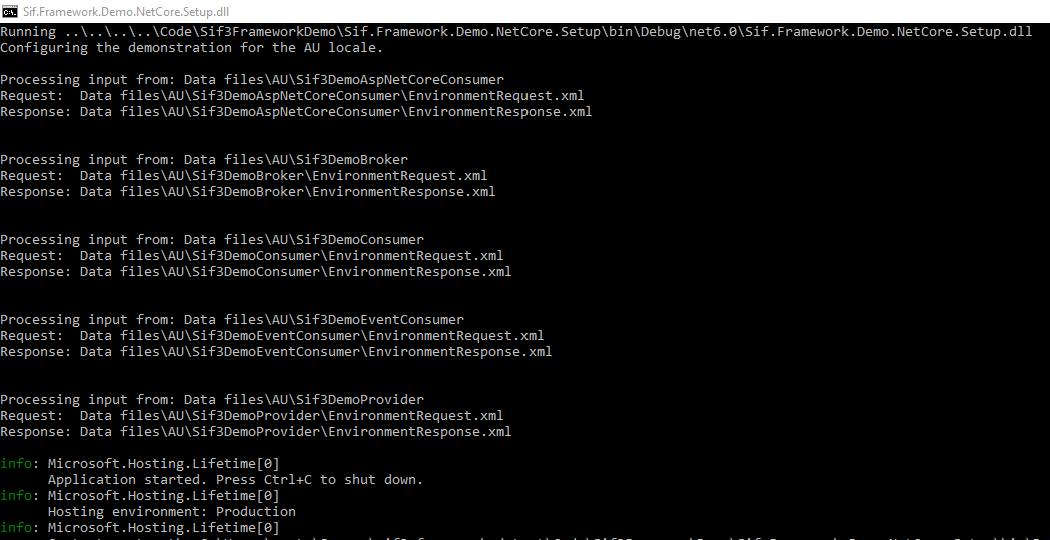 Sif.Framework.Demo.NetCore.Setup.dll
Running ..\..\..\..\Code\Sif3FrameworkDemo\Sif.Framework.Demo.NetCore.Setup\bin\Debug\net6.0\Sif.Framework.Demo.NetCore.Setup.dll
Configuring the demonstration for the AU locale.
Processing input from: Data files\AU\Sif3DemoAspNetCoreConsumer
Request:  Data files\AU\Sif3DemoAspNetCoreConsumer\EnvironmentRequest.xml
Response: Data files\AU\Sif3DemoAspNetCoreConsumer\EnvironmentResponse.xml
Processing input from: Data files\AU\Sif3DemoBroker
Request:  Data files\AU\Sif3DemoBroker\EnvironmentRequest.xml
Response: Data files\AU\Sif3DemoBroker\EnvironmentResponse.xml
Processing input from: Data files\AU\Sif3DemoConsumer
Request:  Data files\AU\Sif3DemoConsumer\EnvironmentRequest.xml
Response: Data files\AU\Sif3DemoConsumer\EnvironmentResponse.xml
Processing input from: Data files\AU\Sif3DemoEventConsumer
Request:  Data files\AU\Sif3DemoEventConsumer\EnvironmentRequest.xml
Response: Data files\AU\Sif3DemoEventConsumer\EnvironmentResponse.xml
Processing input from: Data files\AU\Sif3DemoProvider
Request:  Data files\AU\Sif3DemoProvider\EnvironmentRequest.xml
Response: Data files\AU\Sif3DemoProvider\EnvironmentResponse.xml
info: Microsoft.Hosting.Lifetime[0]
Application started. Press Ctrl+C to shut down.
info: Microsoft.Hosting.Lifetime[0]
Hosting environment: Production
info: Microsoft.Hosting.Lifetime[0]